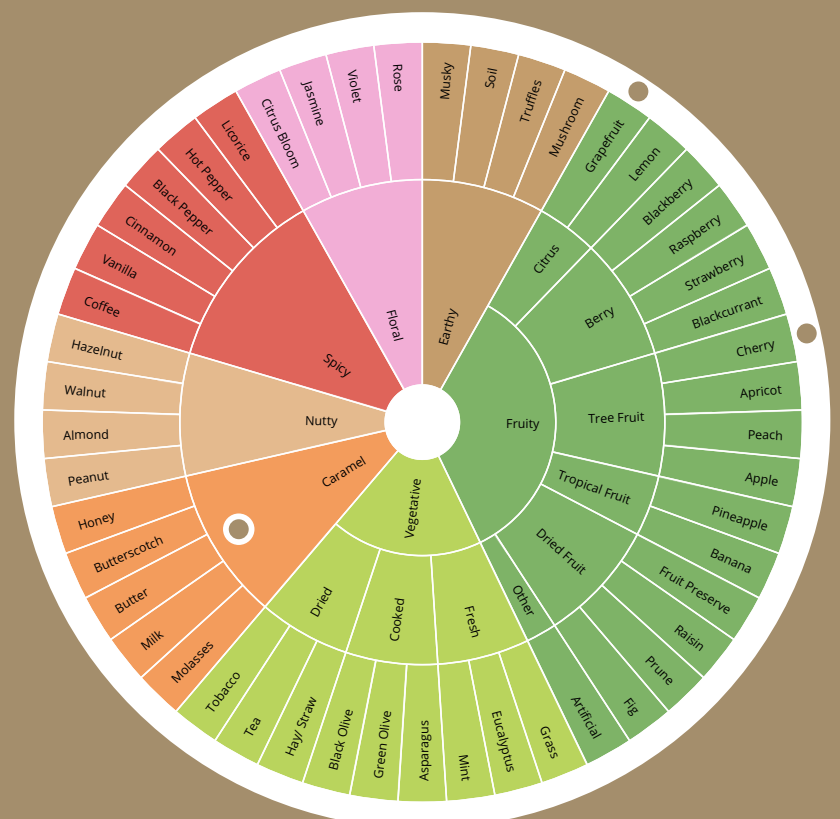 Musky
Soil
Truffles
Mushroom
Grapefruit
Lemon
Blackberry
Raspberry
Strawberry
Blackcurrant
Cherry
Apricot
Peach
Apple
Pineapple
Banana
Fruit Preserve
Raisin
Prune
Fig
Artificial
Grass
Eucalyptus
Mint
Asparagus
Green Olive
Black Olive
Hay/ Straw
Tea
Tobacco
Molasses
Milk
Butter
Butterscotch
Honey
Peanut
Almond
Walnut
Hazelnut
Coffee
Vanilla
Cinnamon
Black Pepper
Hot Pepper
Licorice
Citrus Bloom
Jasmine
Violet
Rose
Citrus
Berry
Tree Fruit
Tropical Fruit
Dried Fruit
Other
Fresh
Cooked
Dried
Earthy
Fruity
Vegetative
Caramel
Nutty
Spicy
Floral